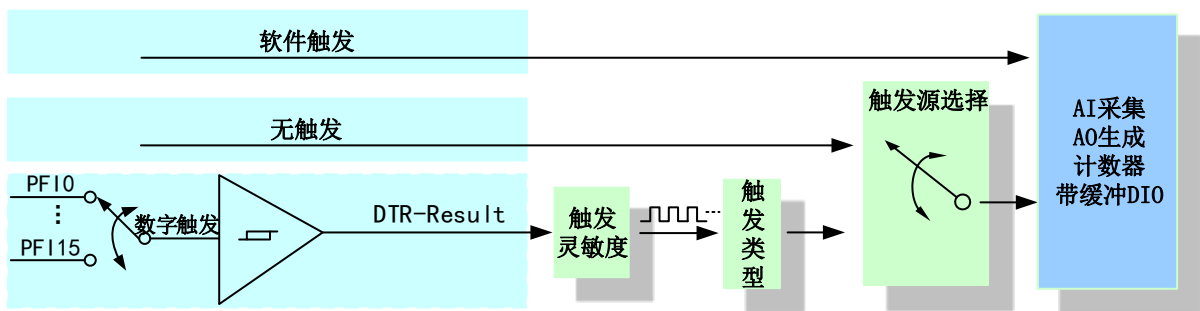 软件触发
无触发
触发源选择
AI采集
AO生成
计数器
带缓冲DIO
PFI0
⋮
PFI15
数字触发
DTR-Result
触发
灵敏度
触
发
类
型